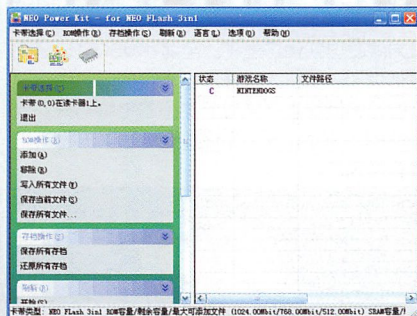 NEO Power Kit - for NEO FLash 3in1
卡带选择(C) ROM操作(R) 存档操作(S) 刷新(R) 语言(L) 选项(O) 帮助(H)
状态 游戏名称 文件路径
C NINTENDOGS
卡带选择(C)
卡带(0,0)在读卡器1上。
退出
ROM操作(R)
添加(A)
移除(R)
写入所有文件(W)
保存当前文件(S)
保存所有文件...
存档操作(S)
保存所有存档
还原所有存档
刷新(R)
卡带类型: NEO Flash 3in1 ROM容量/剩余容量/最大可添加文件 (1024.00Mbit/768.00Mbit/512.00Mbit) SRAM容量/